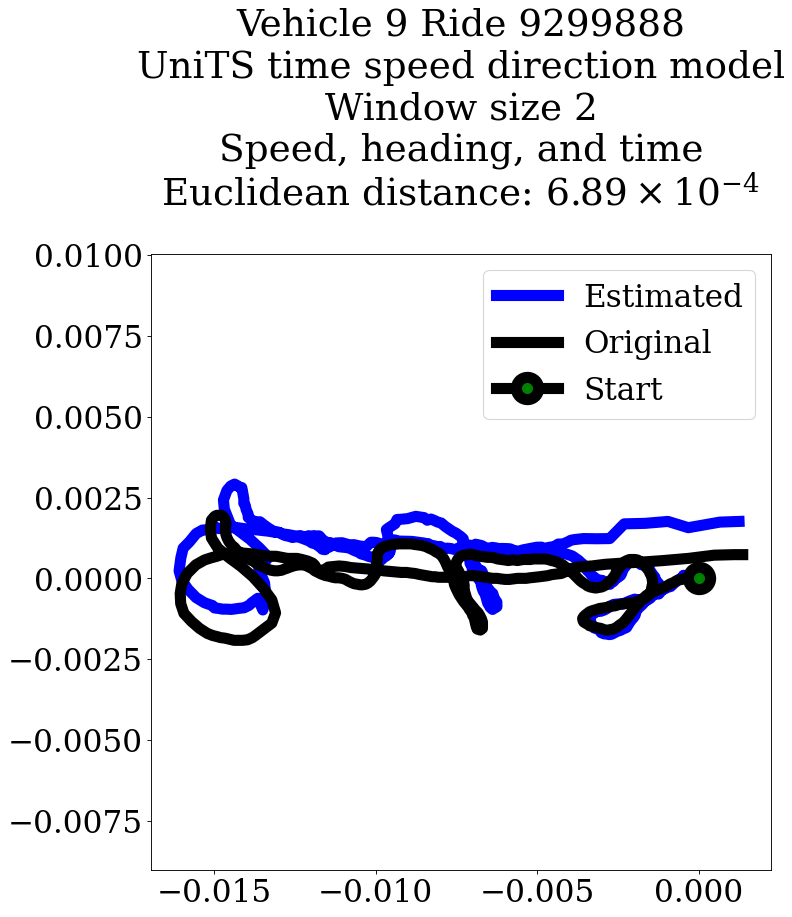 Vehicle 9 Ride 9299888
UniTS time speed direction model
Window size 2
Speed, heading, and time
Euclidean distance: 6.89 × 10⁻⁴
Estimated
Original
Start
0.0100
0.0075
0.0050
0.0025
0.0000
−0.0025
−0.0050
−0.0075
−0.015
−0.010
−0.005
0.000